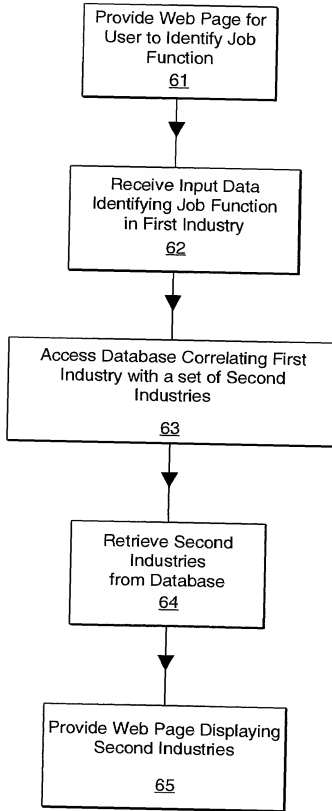 Provide Web Page for
User to Identify Job
Function
61
Receive Input Data
Identifying Job Function
in First Industry
62
Access Database Correlating First
Industry with a set of Second
Industries
63
Retrieve Second
Industries
from Database
64
Provide Web Page Displaying
Second Industries
65